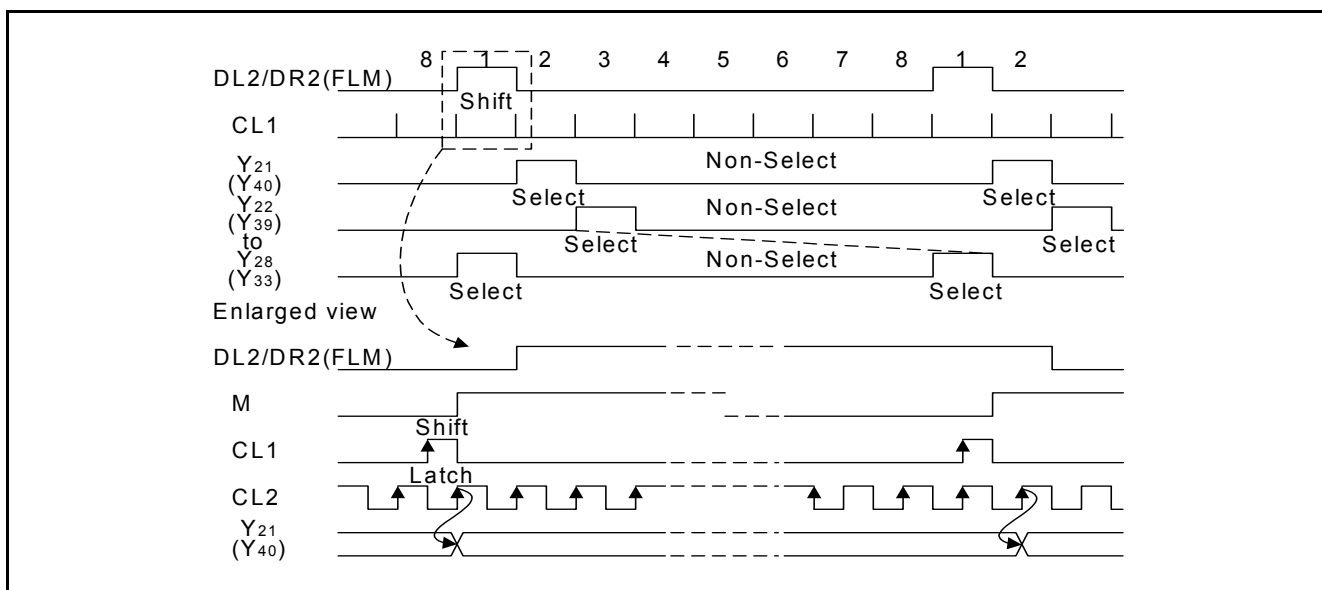 8 1 2 3 4 5 6 7 8 1 2
DL2/DR2(FLM)
Shift
CL1
Y21
(Y40)
Non-Select
Select Select
Y22
(Y39)
Non-Select
Select Select
to
Y28
(Y33)
Non-Select
Select Select
Enlarged view
DL2/DR2(FLM)
M
Shift
CL1
Latch
CL2
Y21
(Y40)